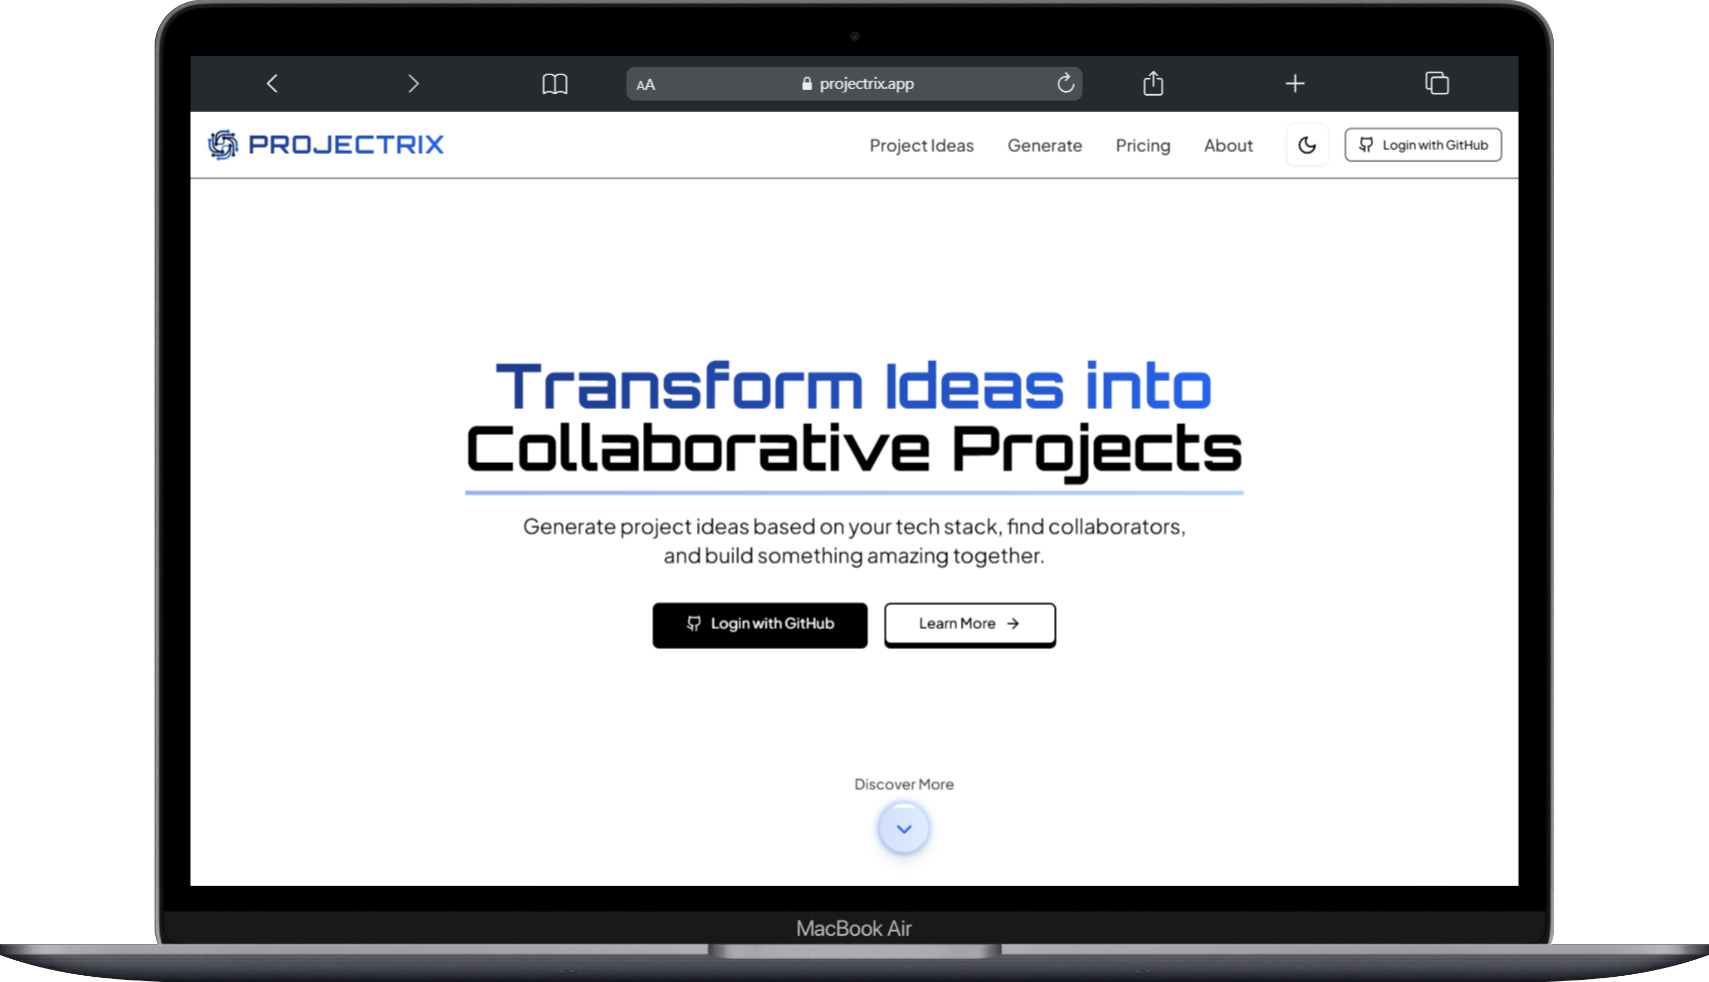 AA projectrix.app
PROJECTRIX Project Ideas Generate Pricing About Login with GitHub
Transform Ideas into
Collaborative Projects
Generate project ideas based on your tech stack, find collaborators,
and build something amazing together.
Login with GitHub Learn More →
Discover More
MacBook Air